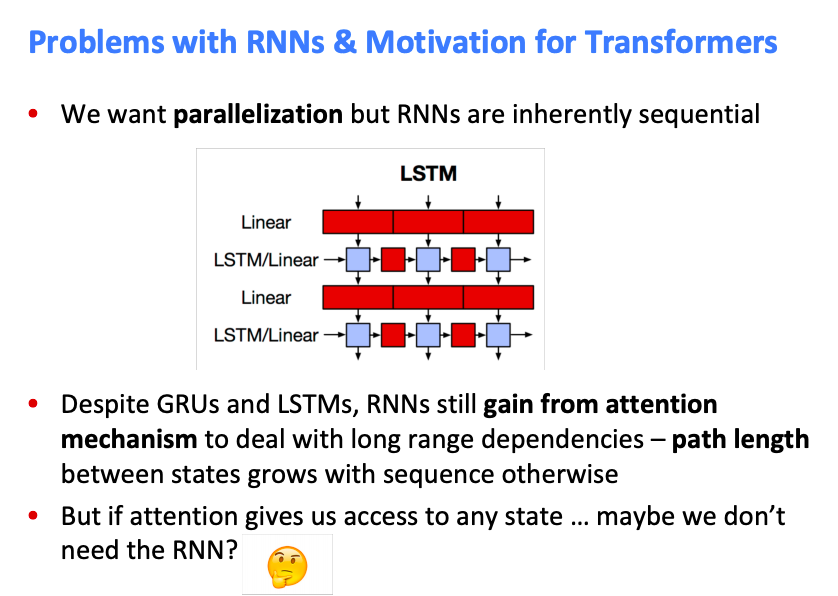 Problems with RNNs & Motivation for Transformers
• We want parallelization but RNNs are inherently sequential
LSTM
Linear
LSTM/Linear
Linear
LSTM/Linear
• Despite GRUs and LSTMs, RNNs still gain from attention
mechanism to deal with long range dependencies – path length
between states grows with sequence otherwise
• But if attention gives us access to any state … maybe we don’t
need the RNN?